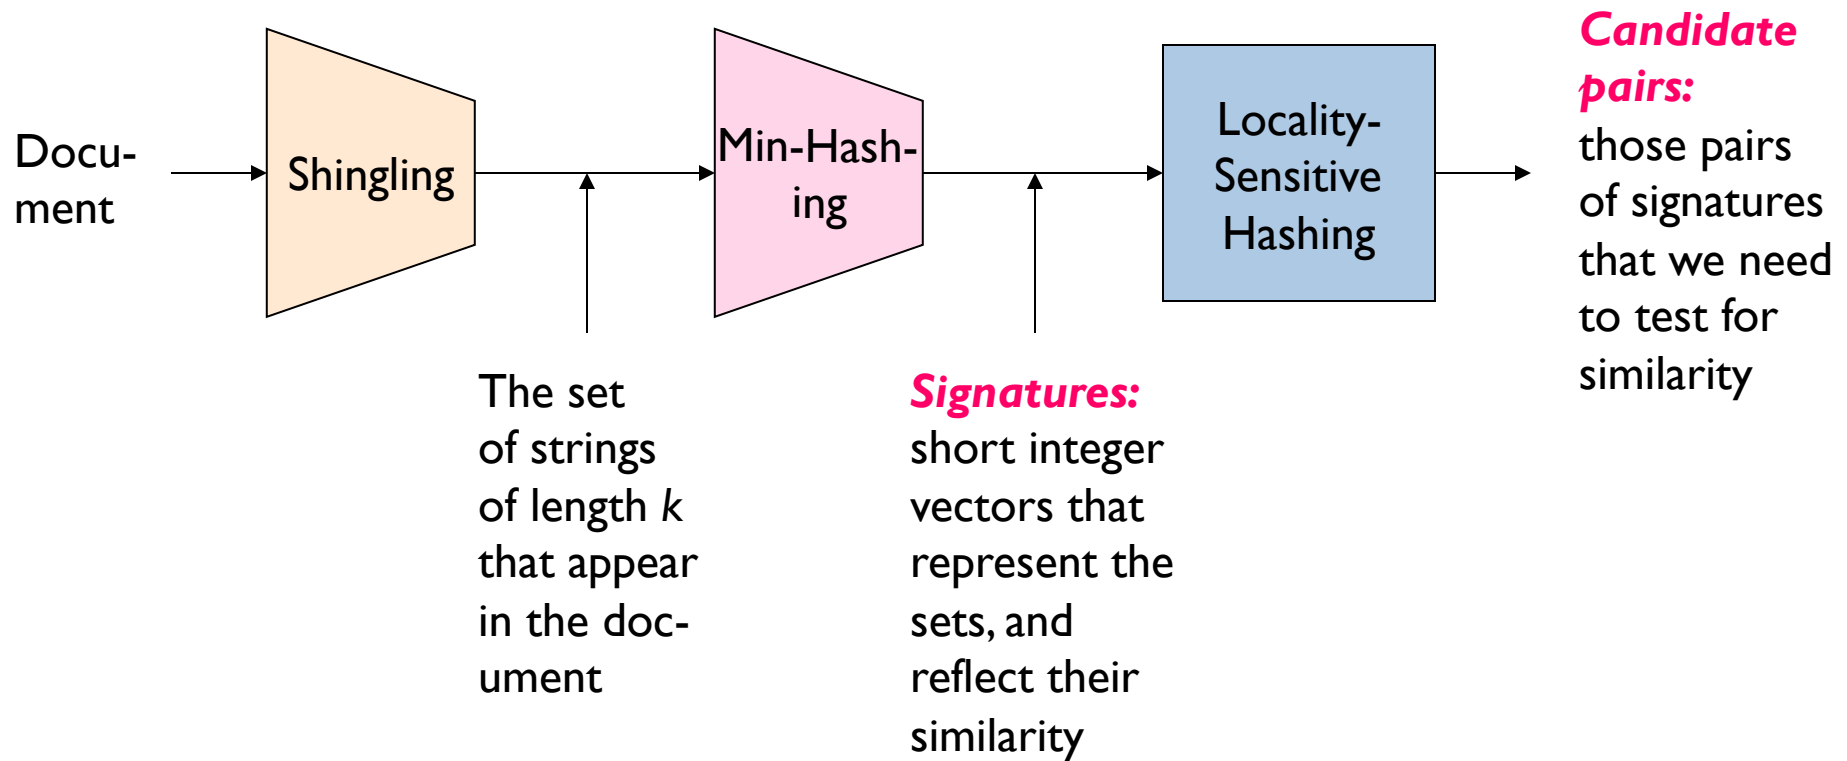 Docu-
ment
Shingling
The set
of strings
of length k
that appear
in the doc-
ument
Min-Hash-
ing
Signatures:
short integer
vectors that
represent the
sets, and
reflect their
similarity
Locality-
Sensitive
Hashing
Candidate
pairs:
those pairs
of signatures
that we need
to test for
similarity